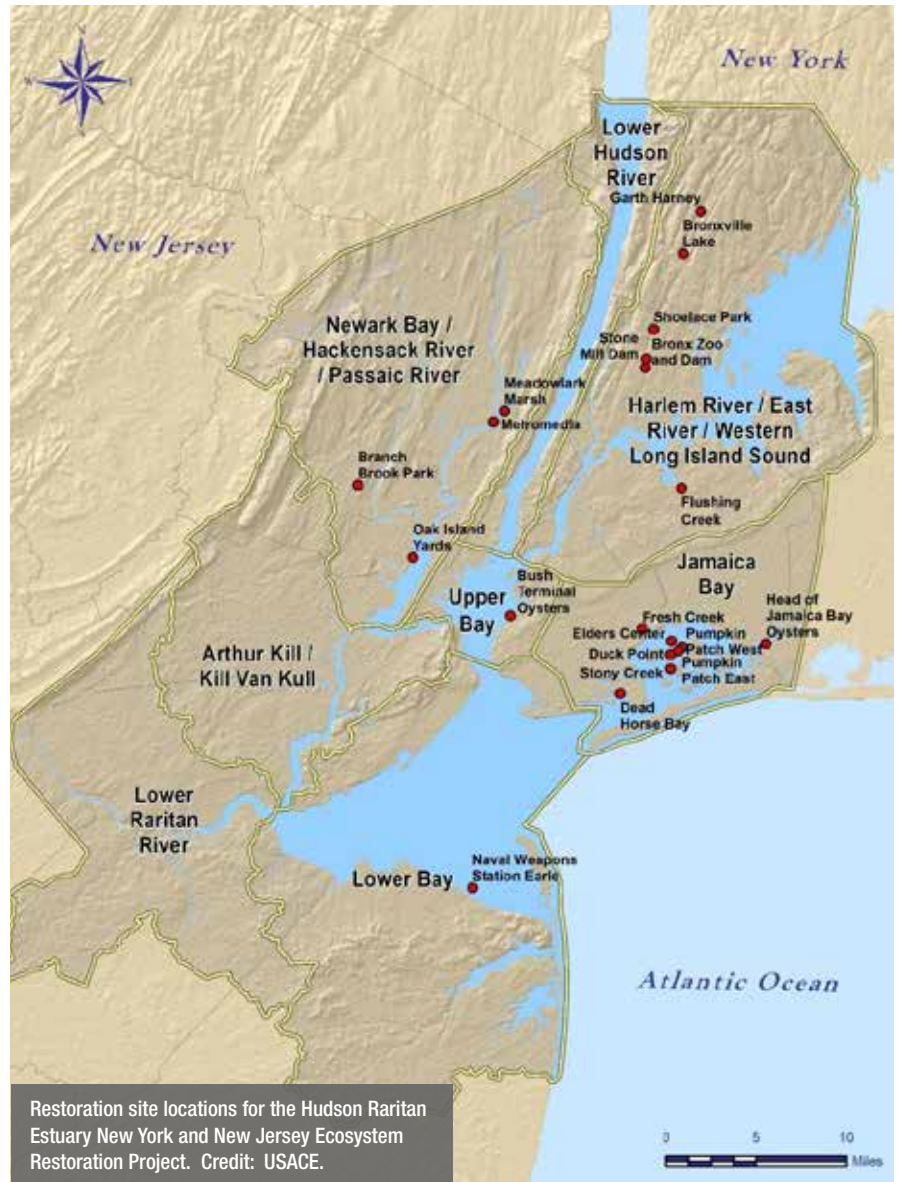 N
W
E
S
New York
New Jersey
Lower
Hudson
River
Garth Harney
Bronxville
Lake
Shoelace Park
Stone
Mill Dam
Bronx Zoo
and Dam
Newark Bay /
Hackensack River
/ Passaic River
Meadowlark
Marsh
Metromedia
Harlem River / East
River / Western
Long Island Sound
Branch
Brook Park
Flushing
Creek
Oak Island
Yards
Jamaica
Bay
Upper
Bay
Bush
Terminal
Oysters
Head of
Jamaica Bay
Oysters
Fresh Creek
Elders Center
Pumpkin
Patch West
Duck Point
Pumpkin
Patch East
Stony Creek
Dead
Horse Bay
Arthur Kill /
Kill Van Kull
Lower
Raritan
River
Lower Bay
Naval Weapons
Station Earle
Atlantic Ocean
Restoration site locations for the Hudson Raritan
Estuary New York and New Jersey Ecosystem
Restoration Project. Credit: USACE.
0 5 10
Miles